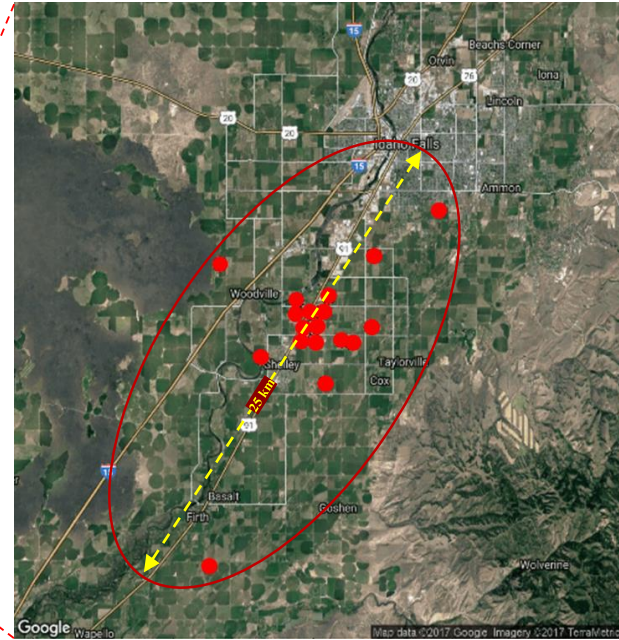 15
Beachs Corner
Orvin
20
26
Iona
Lincoln
20
20
Idaho Falls
15
Ammon
91
Woodville
Shelley
Taylorville
Cox
25 km
91
15
Basalt
Firth
Goshen
Wolverine
Google
Wapello
Map data ©2017 Google Imagery ©2017 TerraMetric